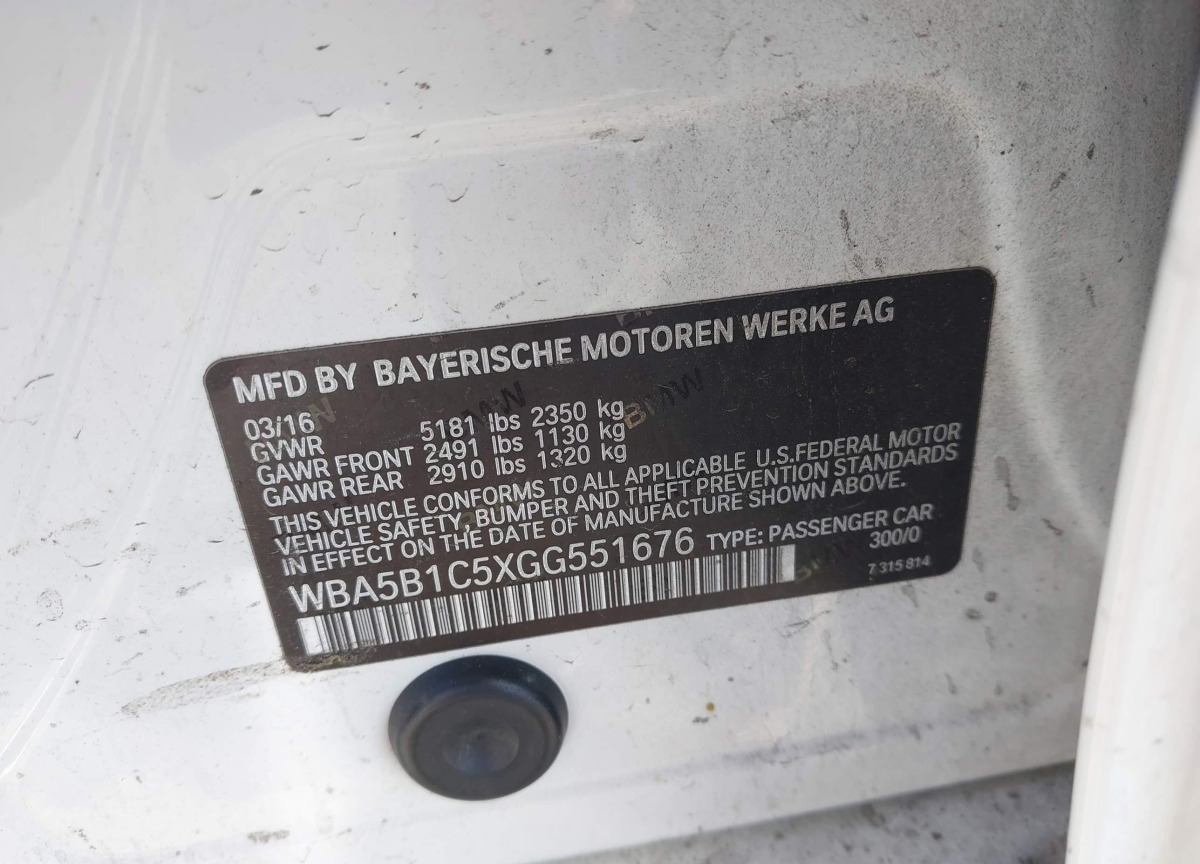 MFD BY BAYERISCHE MOTOREN WERKE AG
03/16
GVWR 5181 lbs 2350 kg
GAWR FRONT 2491 lbs 1130 kg
GAWR REAR 2910 lbs 1320 kg
THIS VEHICLE CONFORMS TO ALL APPLICABLE U.S.FEDERAL MOTOR
VEHICLE SAFETY, BUMPER AND THEFT PREVENTION STANDARDS
IN EFFECT ON THE DATE OF MANUFACTURE SHOWN ABOVE.
WBA5B1C5XGG551676 TYPE: PASSENGER CAR
300/0
7 315 814
BMW